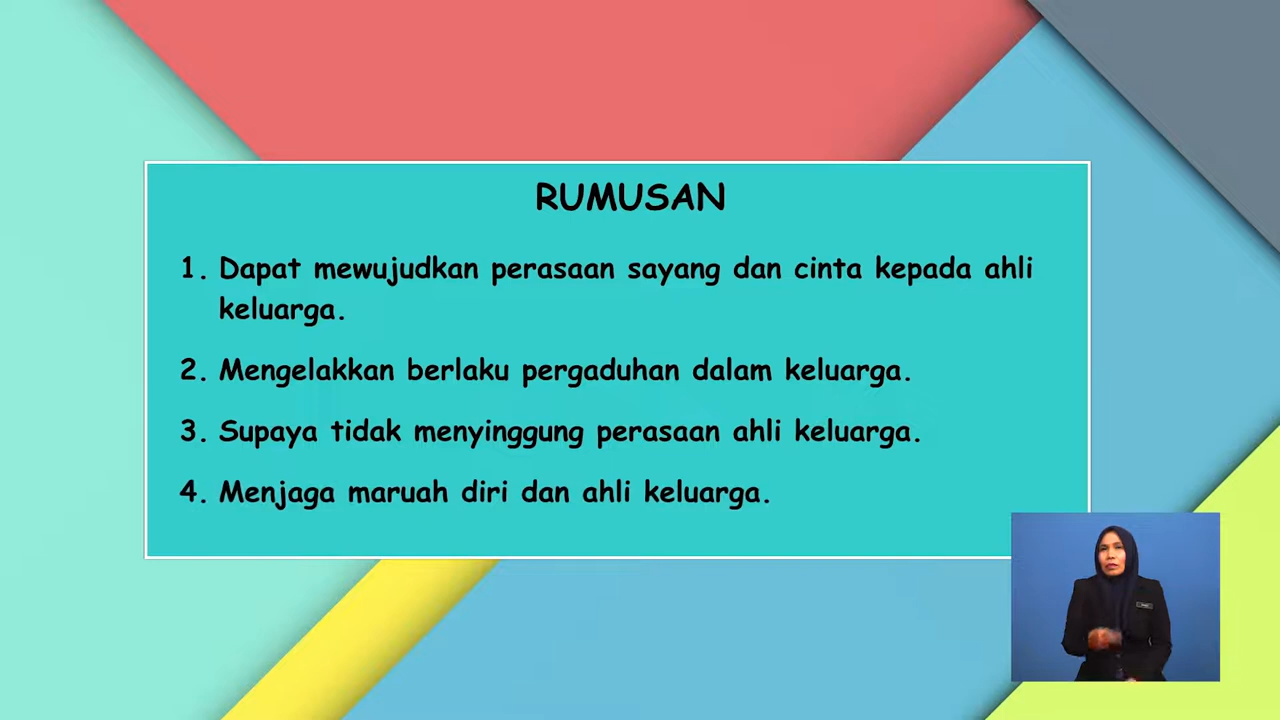 RUMUSAN
1. Dapat mewujudkan perasaan sayang dan cinta kepada ahli
keluarga.
2. Mengelakkan berlaku pergaduhan dalam keluarga.
3. Supaya tidak menyinggung perasaan ahli keluarga.
4. Menjaga maruah diri dan ahli keluarga.